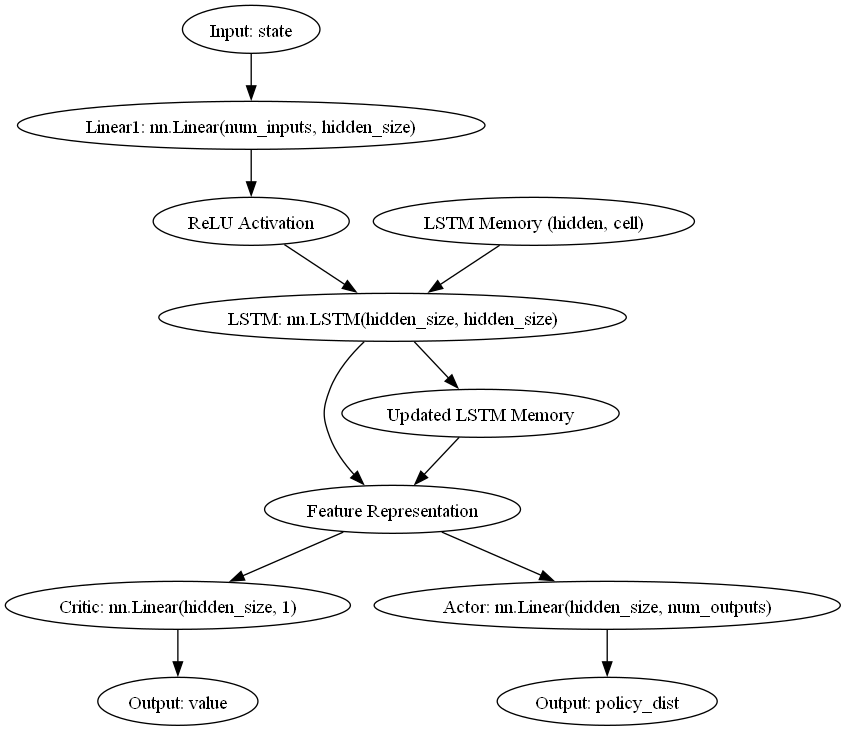 Input: state
Linear1: nn.Linear(num_inputs, hidden_size)
ReLU Activation
LSTM Memory (hidden, cell)
LSTM: nn.LSTM(hidden_size, hidden_size)
Updated LSTM Memory
Feature Representation
Critic: nn.Linear(hidden_size, 1)
Actor: nn.Linear(hidden_size, num_outputs)
Output: value
Output: policy_dist